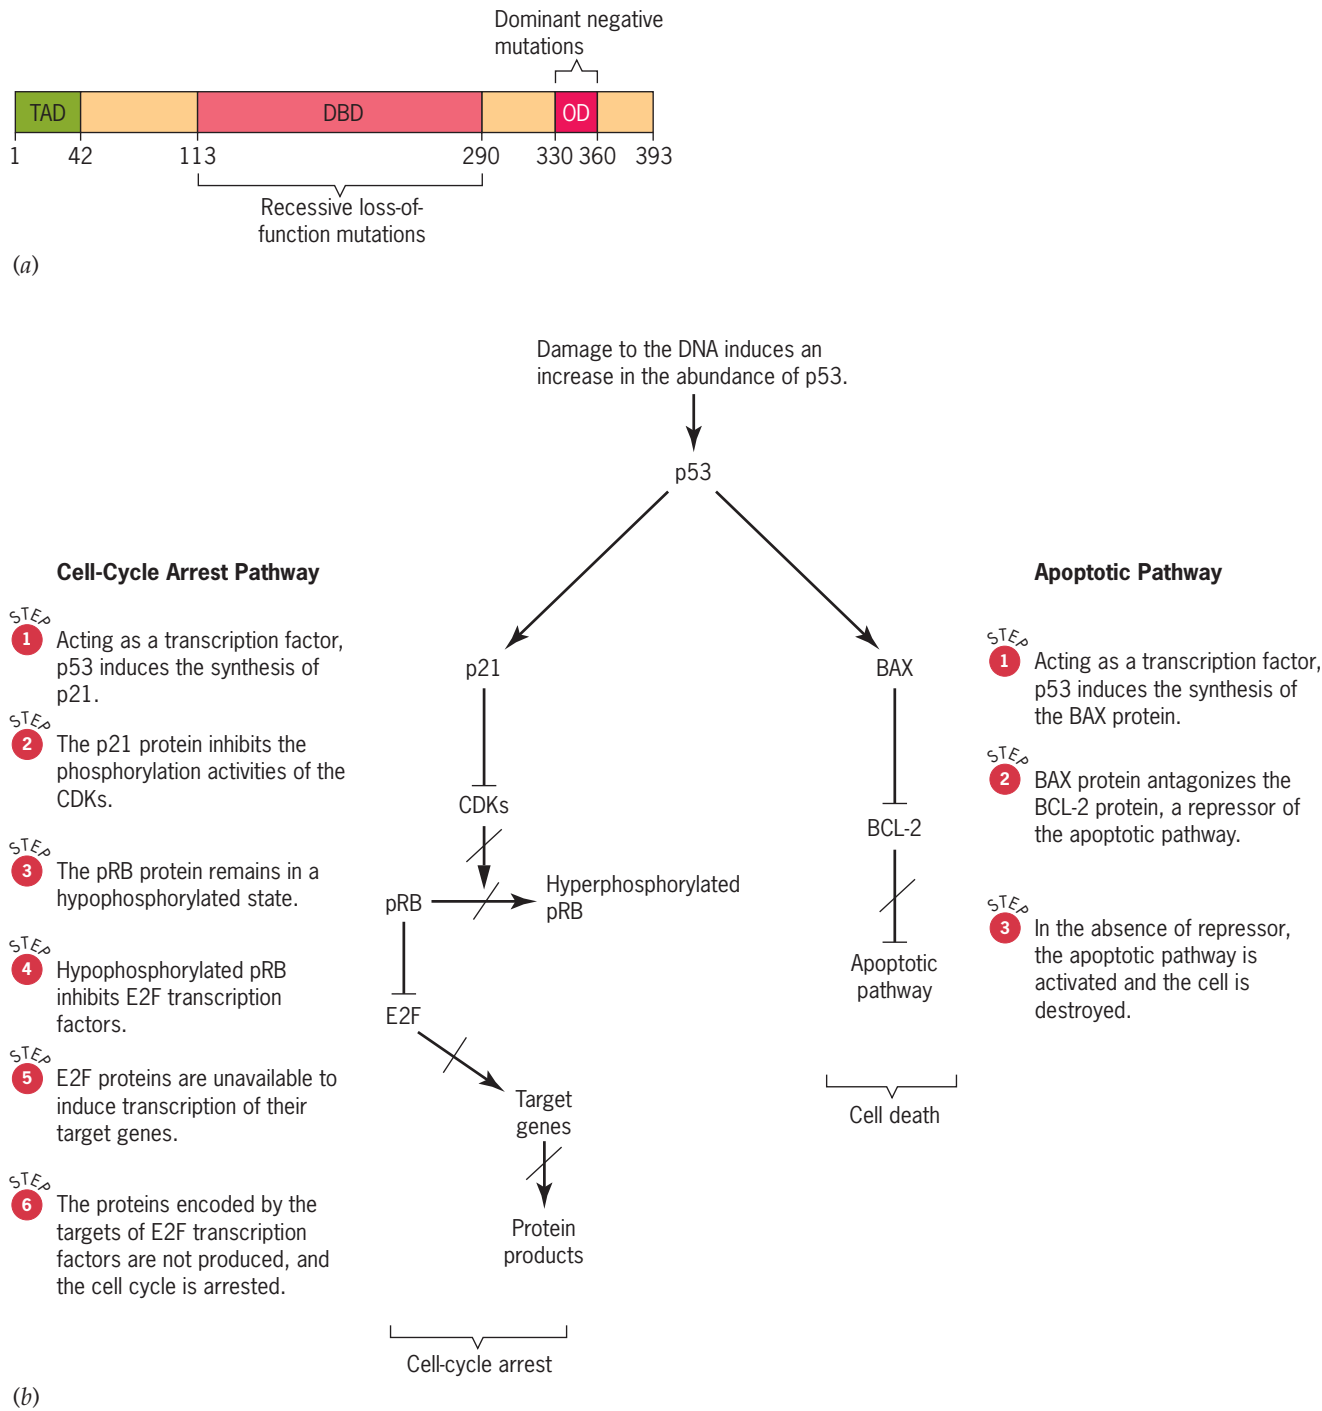 Dominant negative
mutations
TAD
DBD
OD
1
42
113
290
330
360
393
Recessive loss-of-
function mutations
(a)
Damage to the DNA induces an
increase in the abundance of p53.
p53
Cell-Cycle Arrest Pathway
STEP
1
Acting as a transcription factor,
p53 induces the synthesis of
p21.
STEP
2
The p21 protein inhibits the
phosphorylation activities of the
CDKs.
STEP
3
The pRB protein remains in a
hypophosphorylated state.
STEP
4
Hypophosphorylated pRB
inhibits E2F transcription
factors.
STEP
5
E2F proteins are unavailable to
induce transcription of their
target genes.
STEP
6
The proteins encoded by the
targets of E2F transcription
factors are not produced, and
the cell cycle is arrested.
p21
CDKs
pRB
Hyperphosphorylated
pRB
E2F
Target
genes
Protein
products
Cell-cycle arrest
BAX
BCL-2
Apoptotic
pathway
Cell death
Apoptotic Pathway
STEP
1
Acting as a transcription factor,
p53 induces the synthesis of
the BAX protein.
STEP
2
BAX protein antagonizes the
BCL-2 protein, a repressor of
the apoptotic pathway.
STEP
3
In the absence of repressor,
the apoptotic pathway is
activated and the cell is
destroyed.
(b)